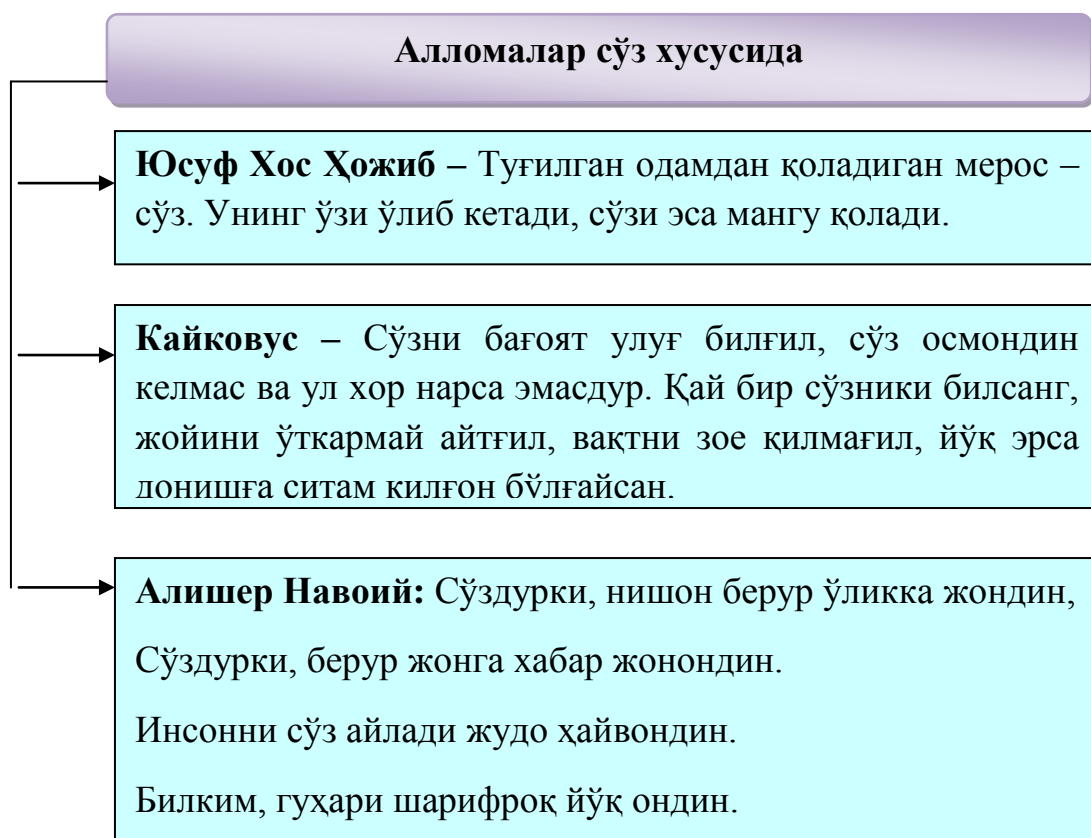 Алломалар сўз хусусида
Юсуф Хос Ҳожиб – Туғилган одамдан қоладиган мерос –
сўз. Унинг ўзи ўлиб кетади, сўзи эса мангу қолади.
Кайковус – Сўзни бағоят улуғ билғил, сўз осмондин
келмас ва ул хор нарса эмасдур. Қай бир сўзники билсанг,
жойини ўткармай айтғил, вақтни зое қилмағил, йўқ эрса
донишға ситам қилғон бўлғайсан.
Алишер Навоий: Сўздурки, нишон берур ўликка жондин,
Сўздурки, берур жонга хабар жонондин.
Инсонни сўз айлади жудо ҳайвондин.
Билким, гуҳари шарифроқ йўқ ондин.